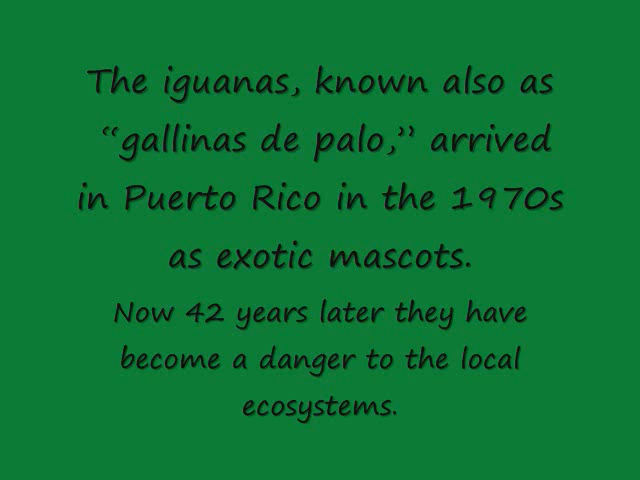 The iguanas, known also as
“gallinas de palo,” arrived
in Puerto Rico in the 1970s
as exotic mascots.
Now 42 years later they have
become a danger to the local
ecosystems.